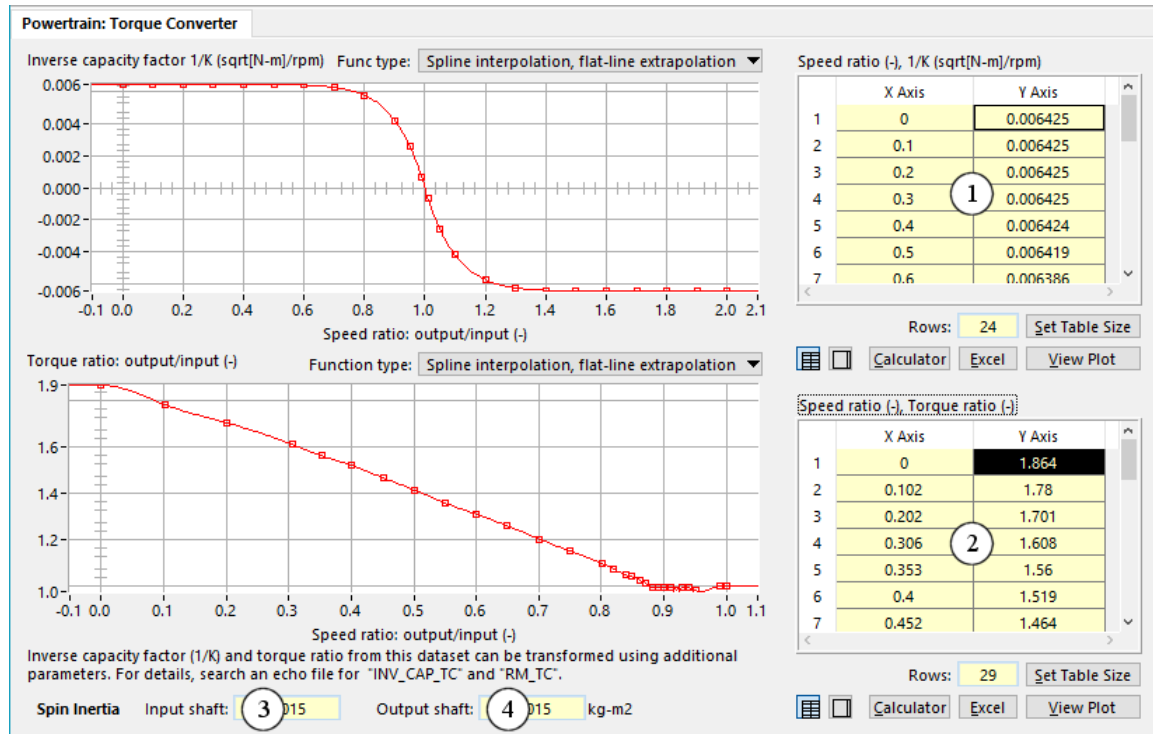 Powertrain: Torque Converter
Inverse capacity factor 1/K (sqrt[N-m]/rpm) Func type: Spline interpolation, flat-line extrapolation
0.006
0.004
0.002
0.000
-0.002
-0.004
-0.006
-0.1 0.0 0.2 0.4 0.6 0.8 1.0 1.2 1.4 1.6 1.8 2.0 2.1
Speed ratio: output/input (-)
Speed ratio (-), 1/K (sqrt[N-m]/rpm)
X Axis Y Axis
1 0 0.006425
2 0.1 0.006425
3 0.2 0.006425
4 0.3 0.006425
5 0.4 0.006424
6 0.5 0.006419
7 0.6 0.006386
1
Rows: 24 Set Table Size
Calculator Excel View Plot
Torque ratio: output/input (-) Function type: Spline interpolation, flat-line extrapolation
1.9
1.6
1.4
1.2
1.0
-0.1 0.0 0.1 0.2 0.3 0.4 0.5 0.6 0.7 0.8 0.9 1.0 1.1
Speed ratio: output/input (-)
Speed ratio (-), Torque ratio (-)
X Axis Y Axis
1 0 1.864
2 0.102 1.78
3 0.202 1.701
4 0.306 1.608
5 0.353 1.56
6 0.4 1.519
7 0.452 1.464
2
Rows: 29 Set Table Size
Calculator Excel View Plot
Inverse capacity factor (1/K) and torque ratio from this dataset can be transformed using additional
parameters. For details, search an echo file for "INV_CAP_TC" and "RM_TC".
Spin Inertia Input shaft: 3 015 Output shaft: 4 015 kg-m2